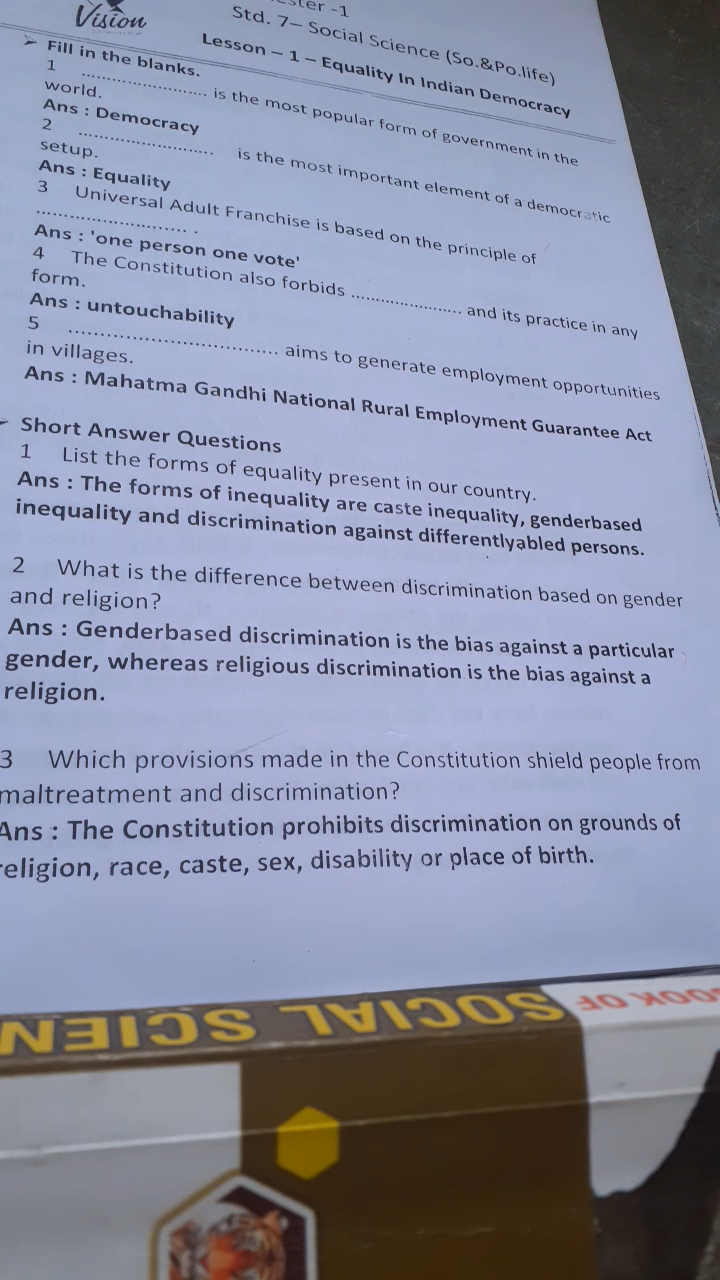 Vision
ster -1
Std. 7– Social Science (So.&Po.life)
Lesson – 1 – Equality In Indian Democracy
➢ Fill in the blanks.
1 ......................... is the most popular form of government in the
world.
Ans : Democracy
2 ........................... is the most important element of a democratic
setup.
Ans : Equality
3 Universal Adult Franchise is based on the principle of
........................... .
Ans : 'one person one vote'
4 The Constitution also forbids ...................... and its practice in any
form.
Ans : untouchability
5 .................................. aims to generate employment opportunities
in villages.
Ans : Mahatma Gandhi National Rural Employment Guarantee Act
Short Answer Questions
1 List the forms of equality present in our country.
Ans : The forms of inequality are caste inequality, genderbased
inequality and discrimination against differentlyabled persons.
2 What is the difference between discrimination based on gender
and religion?
Ans : Genderbased discrimination is the bias against a particular
gender, whereas religious discrimination is the bias against a
religion.
3 Which provisions made in the Constitution shield people from
maltreatment and discrimination?
Ans : The Constitution prohibits discrimination on grounds of
religion, race, caste, sex, disability or place of birth.
OOK OF
SOCIAL SCIEN